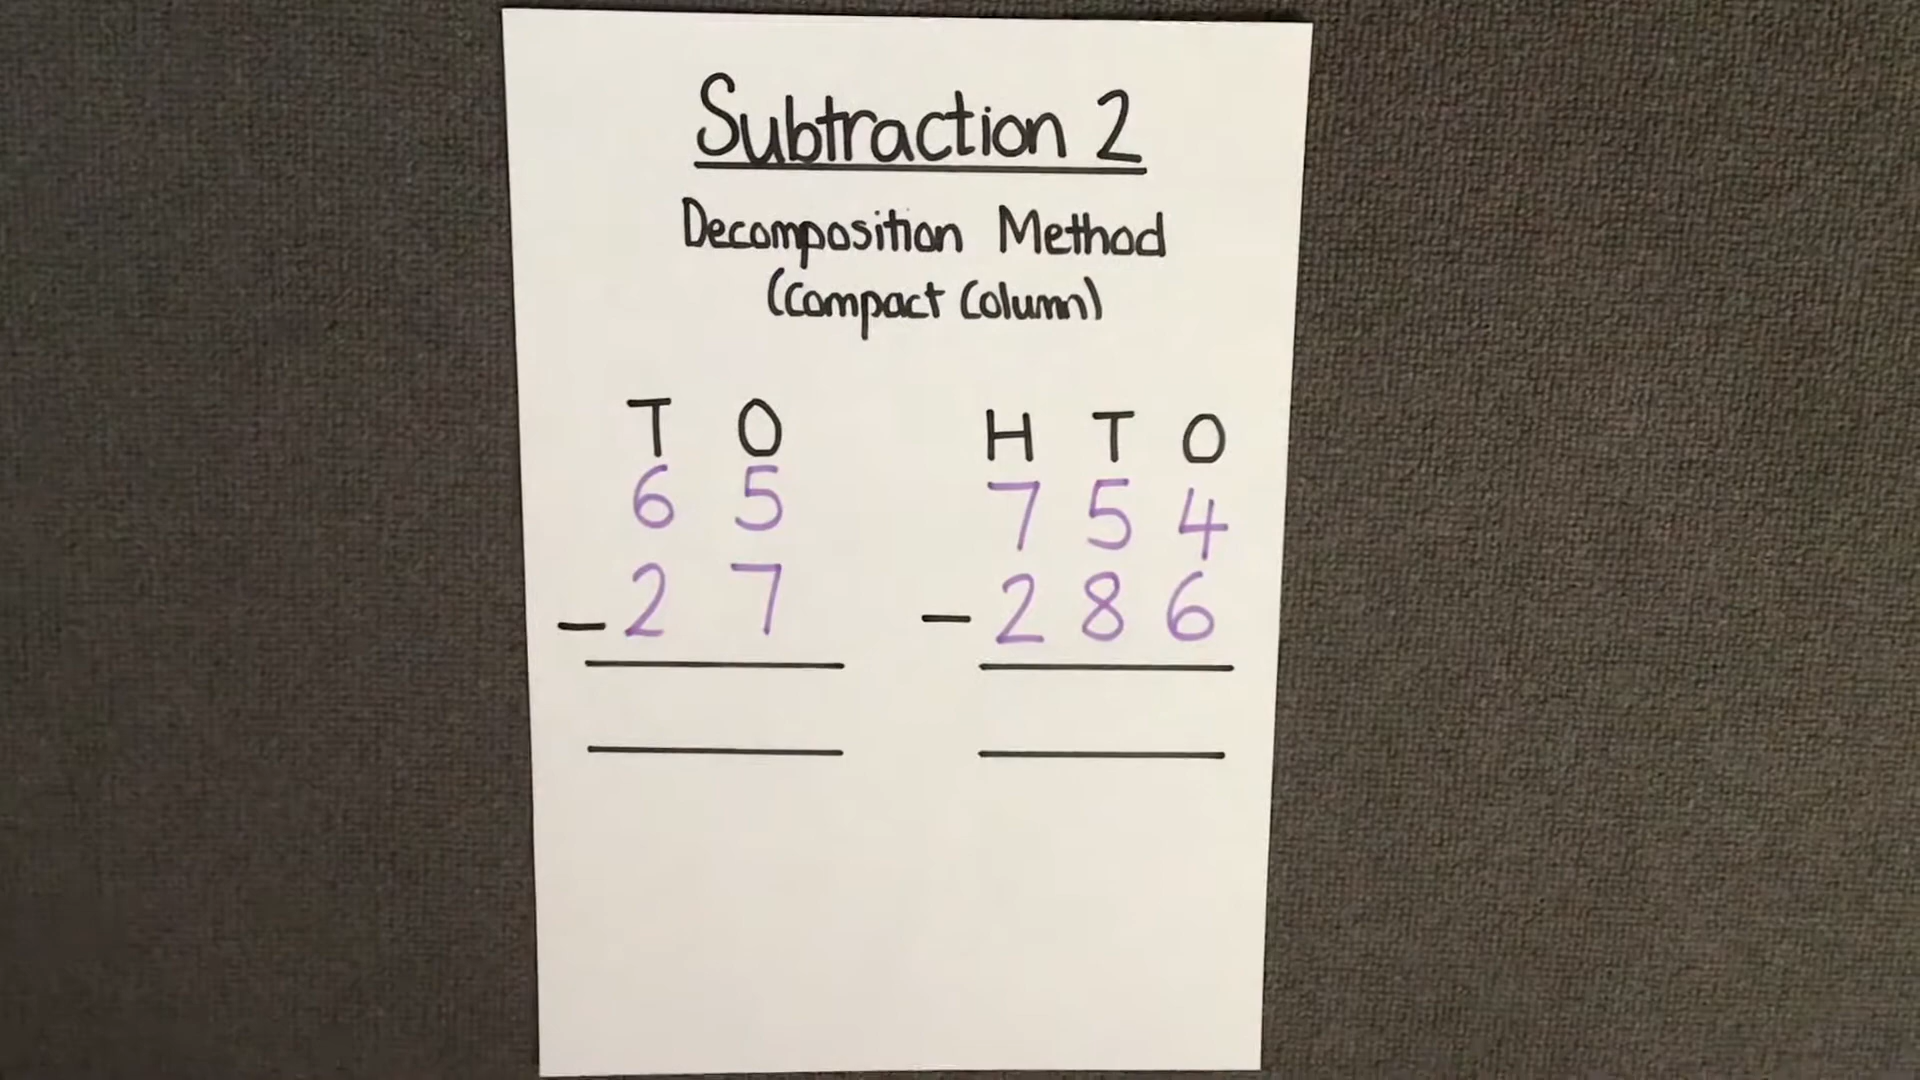 Subtraction 2
Decomposition Method
(Compact Column)
T O
6 5
- 2 7
H T O
7 5 4
- 2 8 6